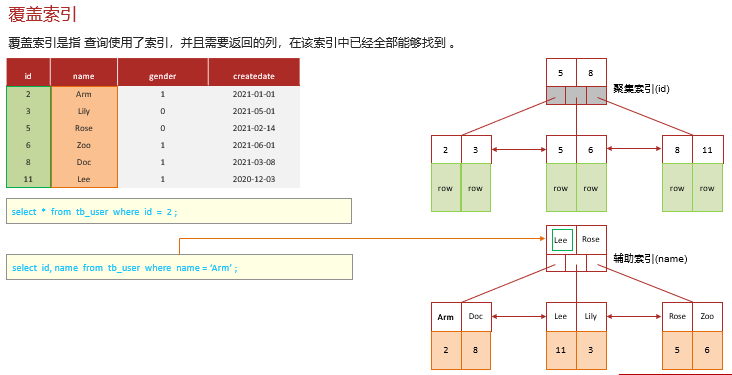 覆盖索引
覆盖索引是指 查询使用了索引，并且需要返回的列，在该索引中已经全部能够找到 。
id name gender createdate
2 Arm 1 2021-01-01
3 Lily 0 2021-05-01
5 Rose 0 2021-02-14
6 Zoo 1 2021-06-01
8 Doc 1 2021-03-08
11 Lee 1 2020-12-03
select * from tb_user where id = 2 ;
select id, name from tb_user where name = 'Arm' ;
5 8
聚集索引(id)
2 3 5 6 8 11
row row row row row row
Lee Rose
辅助索引(name)
Arm Doc Lee Lily Rose Zoo
2 8 11 3 5 6